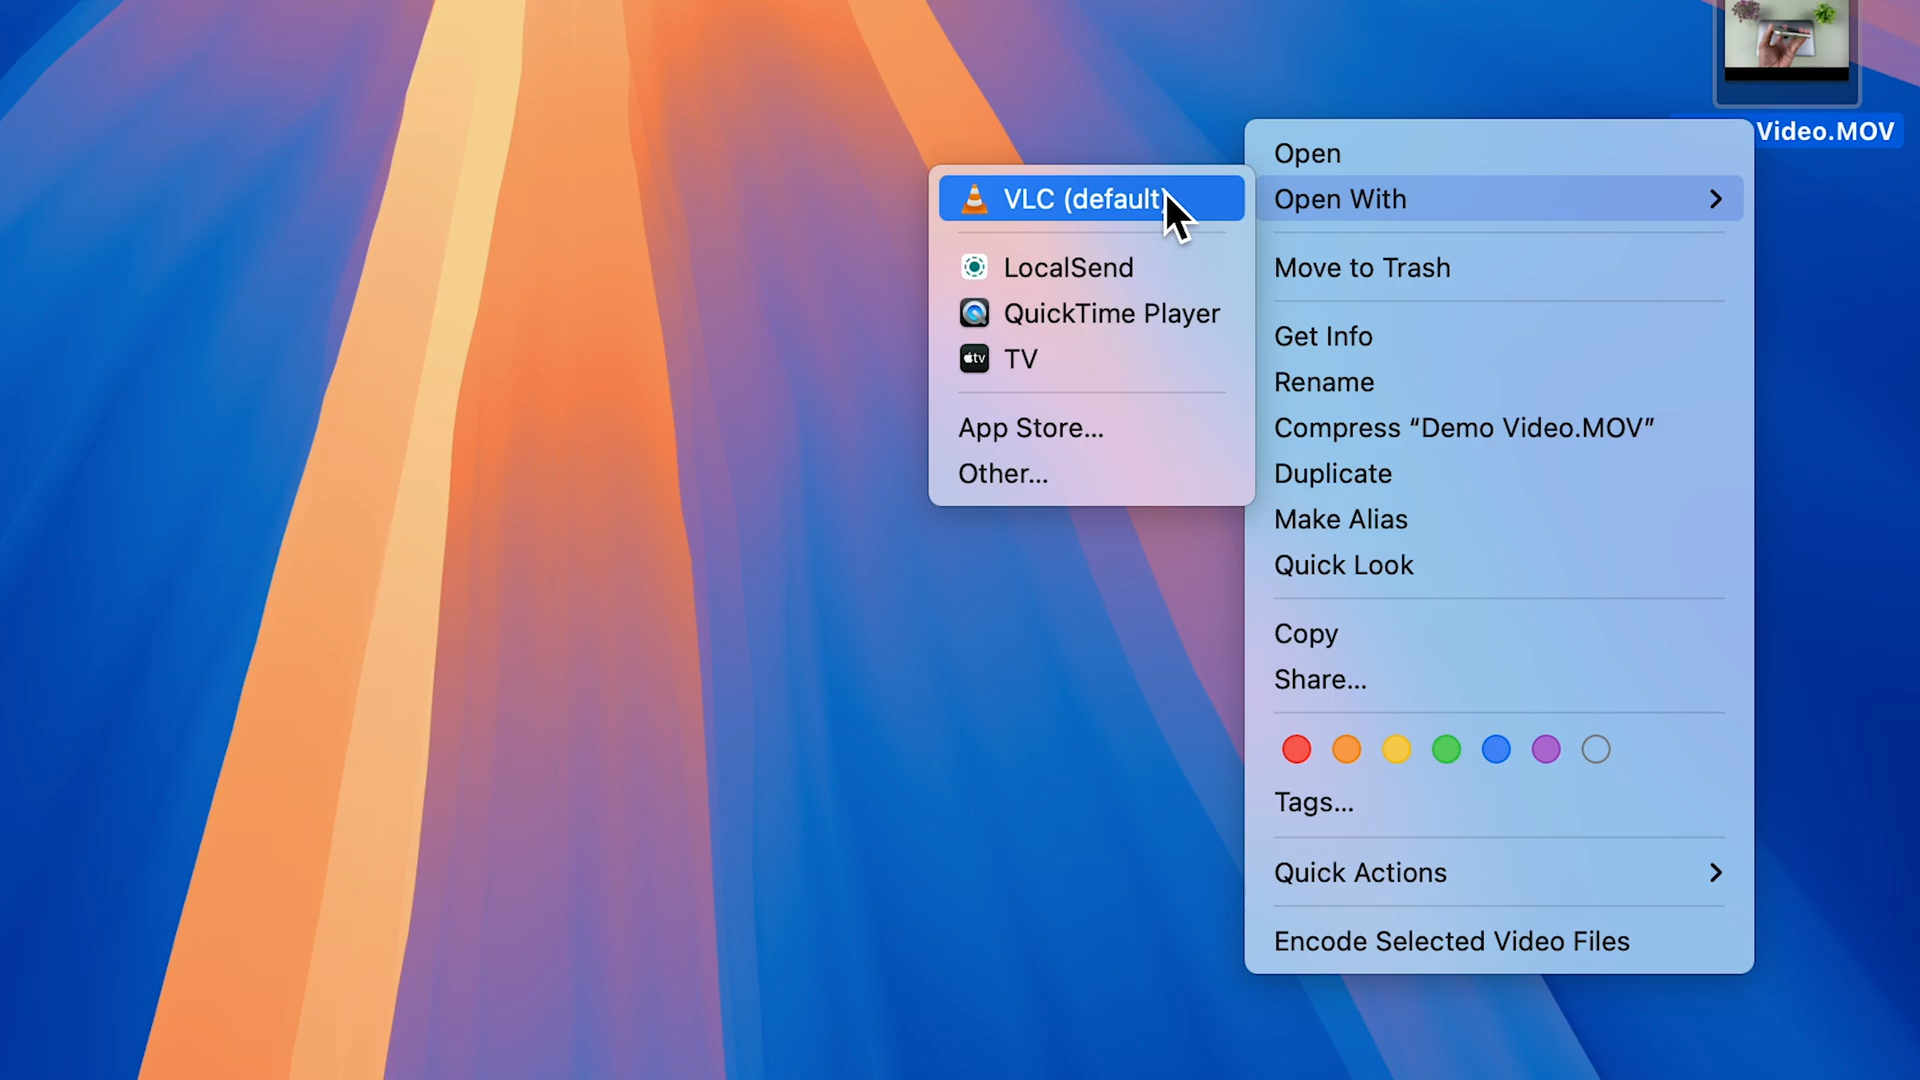 Video.MOV
Open
Open With
VLC (default)
LocalSend
QuickTime Player
tv TV
App Store...
Other...
Move to Trash
Get Info
Rename
Compress “Demo Video.MOV”
Duplicate
Make Alias
Quick Look
Copy
Share...
Tags...
Quick Actions
Encode Selected Video Files